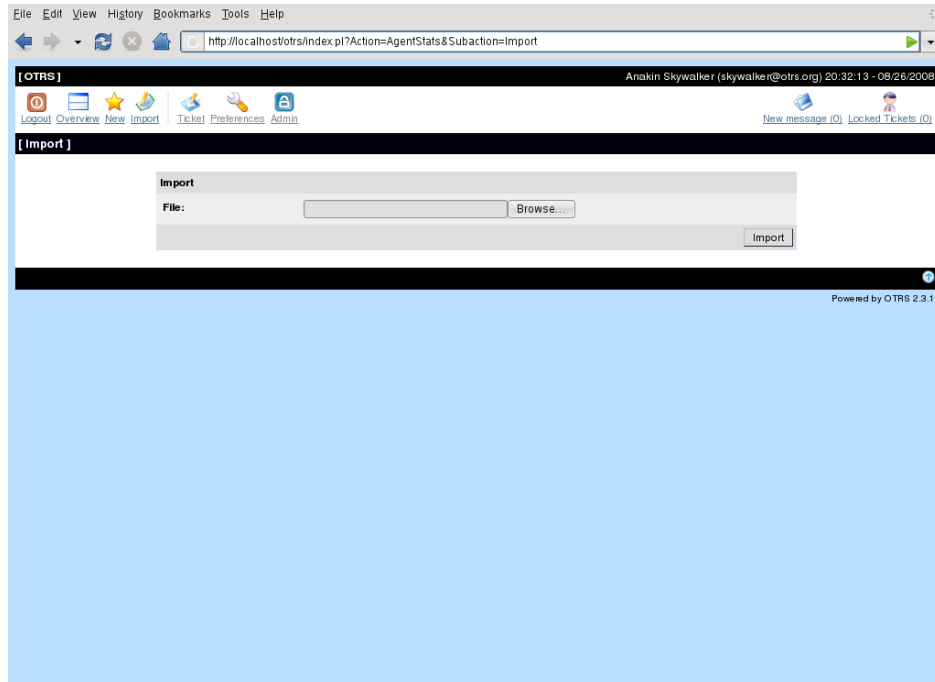 File Edit View History Bookmarks Tools Help
http://localhost/otrs/index.pl?Action=AgentStats&Subaction=Import
[ OTRS ] Anakin Skywalker (skywalker@otrs.org) 20:32:13 - 08/26/2008
Logout Overview New Import Ticket Preferences Admin New message (0) Locked Tickets (0)
[ Import ]
Import
File: Browse...
Import
Powered by OTRS 2.3.1